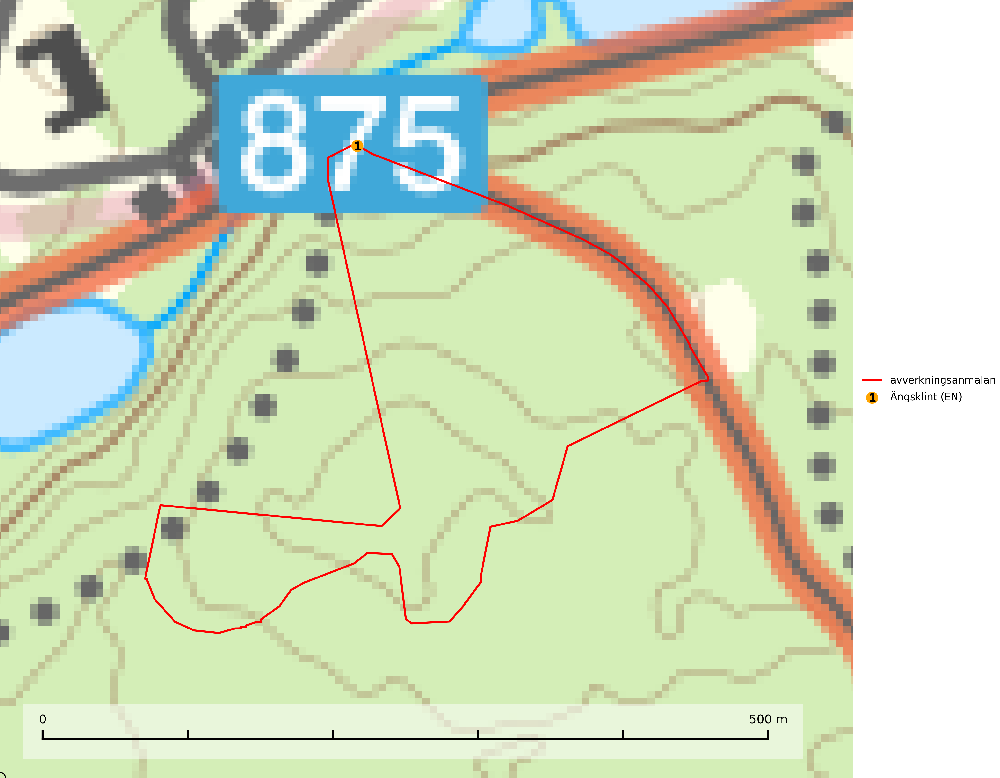 875
1
avverkningsanmälan
1 Ängsklint (EN)
0 500 m